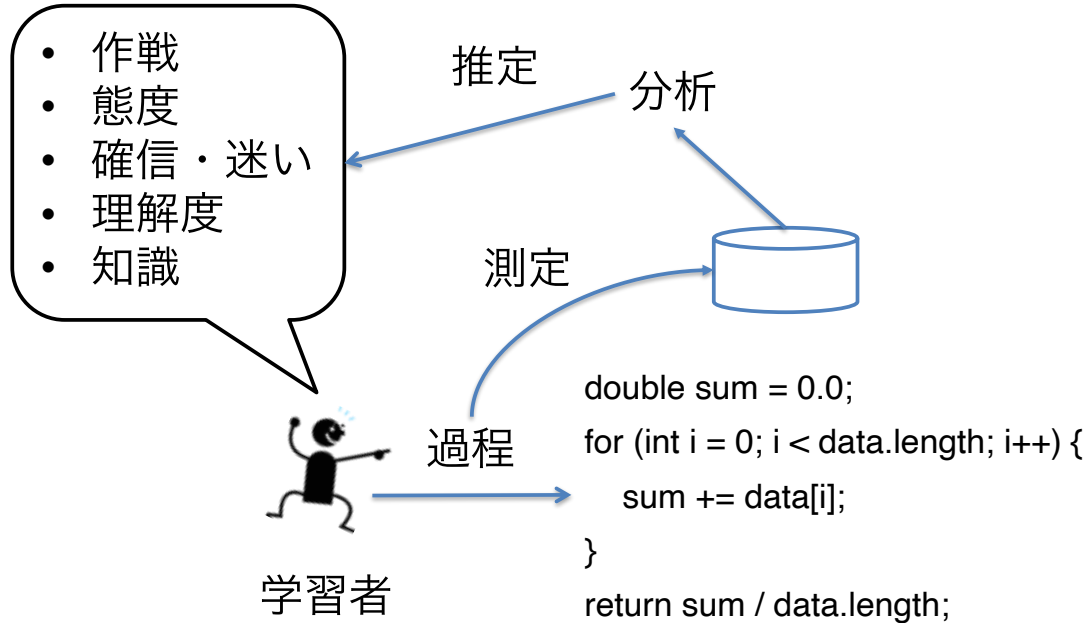 • 作戦
• 態度
• 確信・迷い
• 理解度
• 知識
推定
分析
測定
過程
学習者
double sum = 0.0;
for (int i = 0; i < data.length; i++) {
sum += data[i];
}
return sum / data.length;